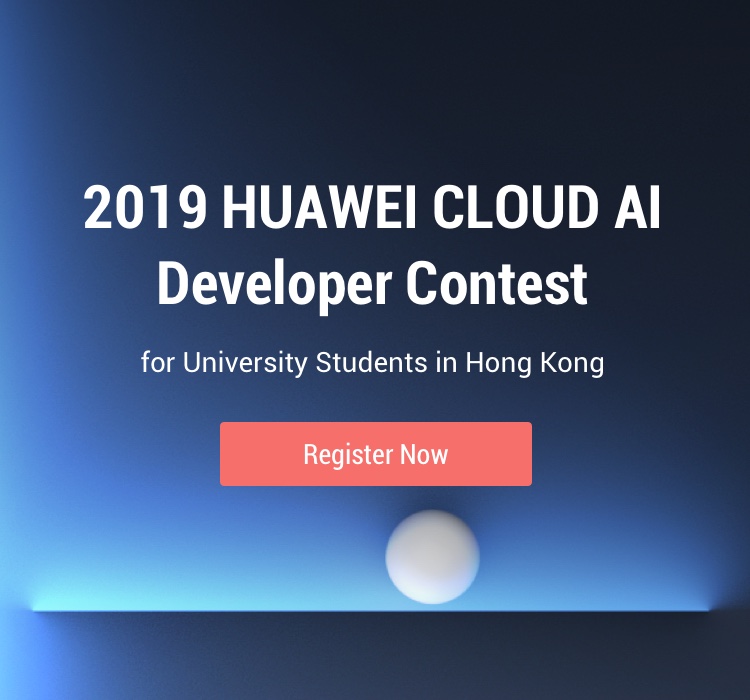 2019 HUAWEI CLOUD AI
Developer Contest
for University Students in Hong Kong
Register Now